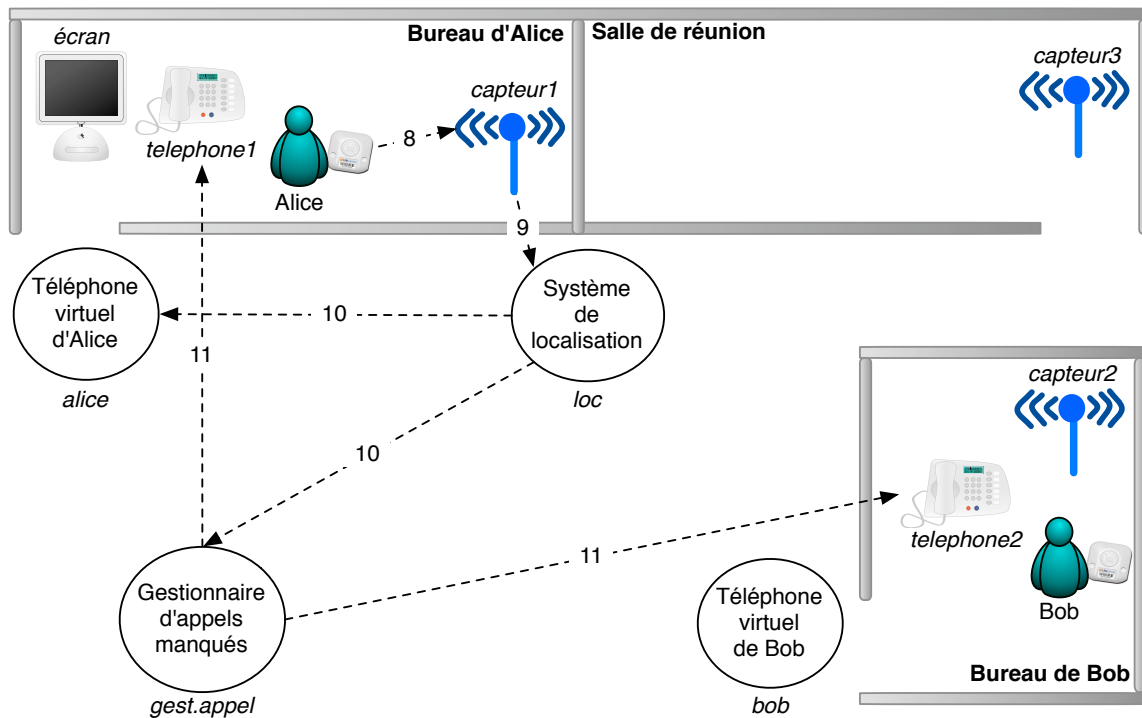 écran
Bureau d'Alice
Salle de réunion
capteur1
capteur3
telephone1
Alice
8
9
Téléphone
virtuel
d'Alice
alice
10
Système
de
localisation
loc
11
10
capteur2
telephone2
Bob
Bureau de Bob
11
Gestionnaire
d'appels
manqués
gest.appel
Téléphone
virtuel
de Bob
bob